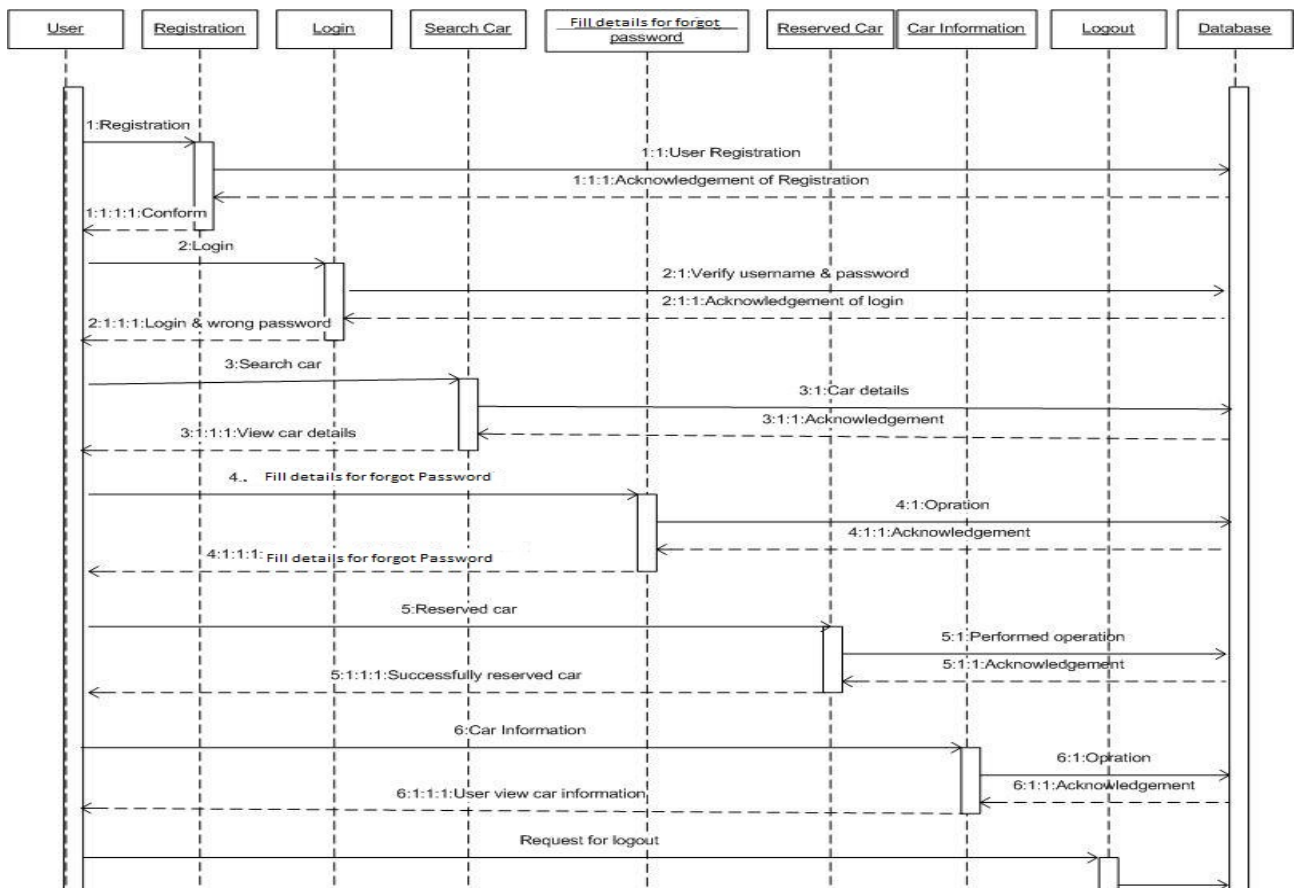 User
Registration
Login
Search Car
Fill details for forgot
password
Reserved Car
Car Information
Logout
Database
1:Registration
1:1:User Registration
1:1:1:Acknowledgement of Registration
1:1:1:1:Conform
2:Login
2:1:Verify username & password
2:1:1:Acknowledgement of login
2:1:1:1:Login & wrong password
3:Search car
3:1:Car details
3:1:1:Acknowledgement
3:1:1:1:View car details
4.. Fill details for forgot Password
4:1:Opration
4:1:1:Acknowledgement
4:1:1:1: Fill details for forgot Password
5:Reserved car
5:1:Performed operation
5:1:1:Acknowledgement
5:1:1:1:Successfully reserved car
6:Car Information
6:1:Opration
6:1:1:Acknowledgement
6:1:1:1:User view car information
Request for logout